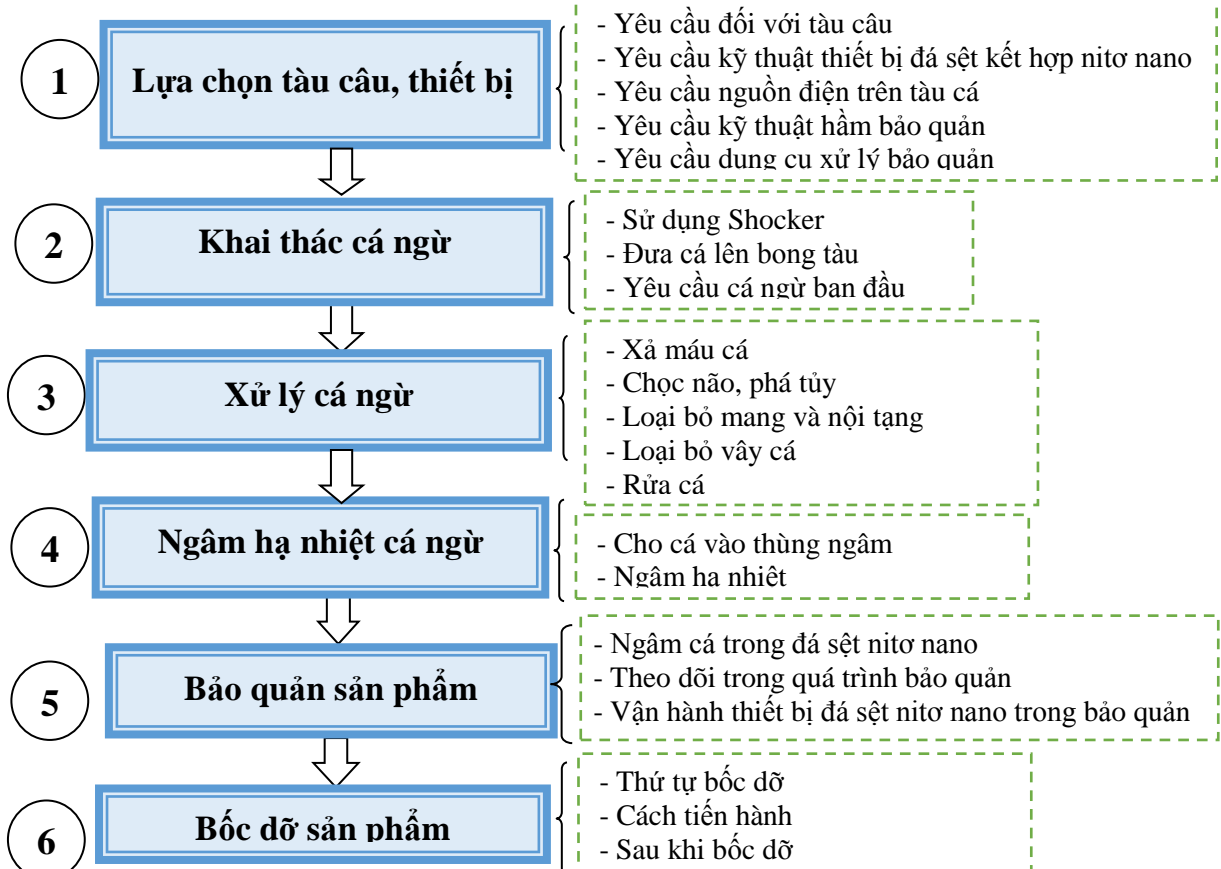 1
Lựa chọn tàu câu, thiết bị
- Yêu cầu đối với tàu câu
- Yêu cầu kỹ thuật thiết bị đá sệt kết hợp nitơ nano
- Yêu cầu nguồn điện trên tàu cá
- Yêu cầu kỹ thuật hầm bảo quản
- Yêu cầu dụng cụ xử lý bảo quản
2
Khai thác cá ngừ
- Sử dụng Shocker
- Đưa cá lên bong tàu
- Yêu cầu cá ngừ ban đầu
3
Xử lý cá ngừ
- Xả máu cá
- Chọc não, phá tủy
- Loại bỏ mang và nội tạng
- Loại bỏ vây cá
- Rửa cá
4
Ngâm hạ nhiệt cá ngừ
- Cho cá vào thùng ngâm
- Ngâm hạ nhiệt
5
Bảo quản sản phẩm
- Ngâm cá trong đá sệt nitơ nano
- Theo dõi trong quá trình bảo quản
- Vận hành thiết bị đá sệt nitơ nano trong bảo quản
6
Bốc dỡ sản phẩm
- Thứ tự bốc dỡ
- Cách tiến hành
- Sau khi bốc dỡ